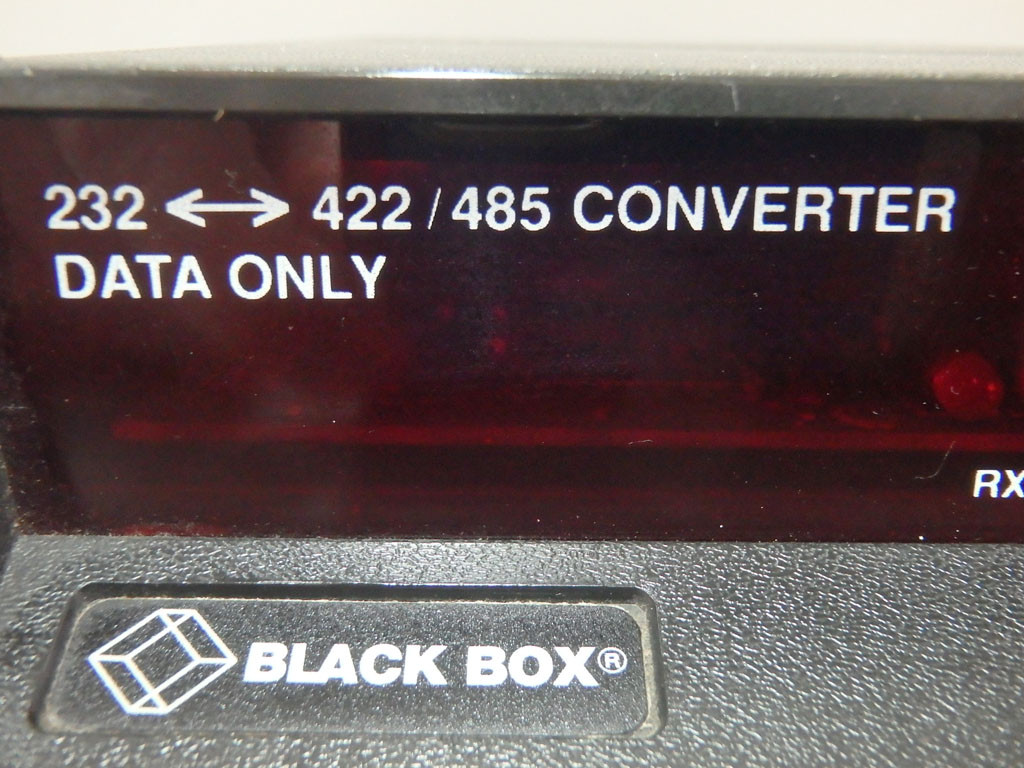 232 ⟷ 422 / 485 CONVERTER
DATA ONLY
RX
BLACK BOX®